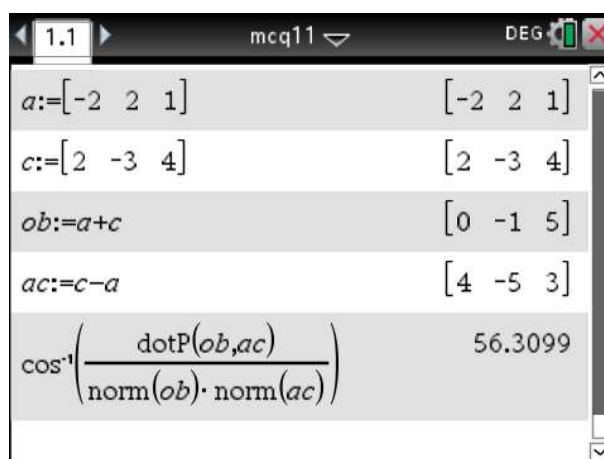 1.1 mcq11 DEG
a:=[-2 2 1] [-2 2 1]
c:=[2 -3 4] [2 -3 4]
ob:=a+c [0 -1 5]
ac:=c−a [4 -5 3]
cos⁻¹(dotP(ob,ac)/norm(ob)·norm(ac)) 56.3099